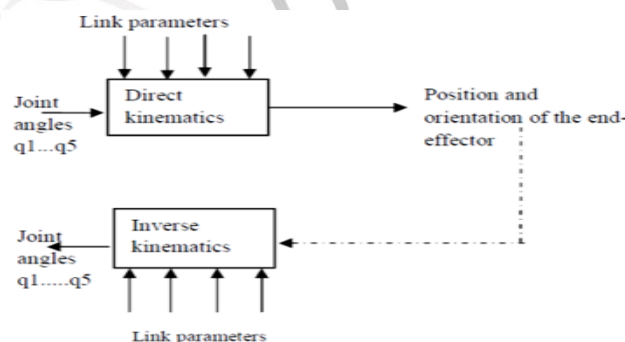 Link parameters
Joint
angles
q1...q5
Direct
kinematics
Position and
orientation of the end-
effector
Joint
angles
q1.....q5
Inverse
kinematics
Link parameters